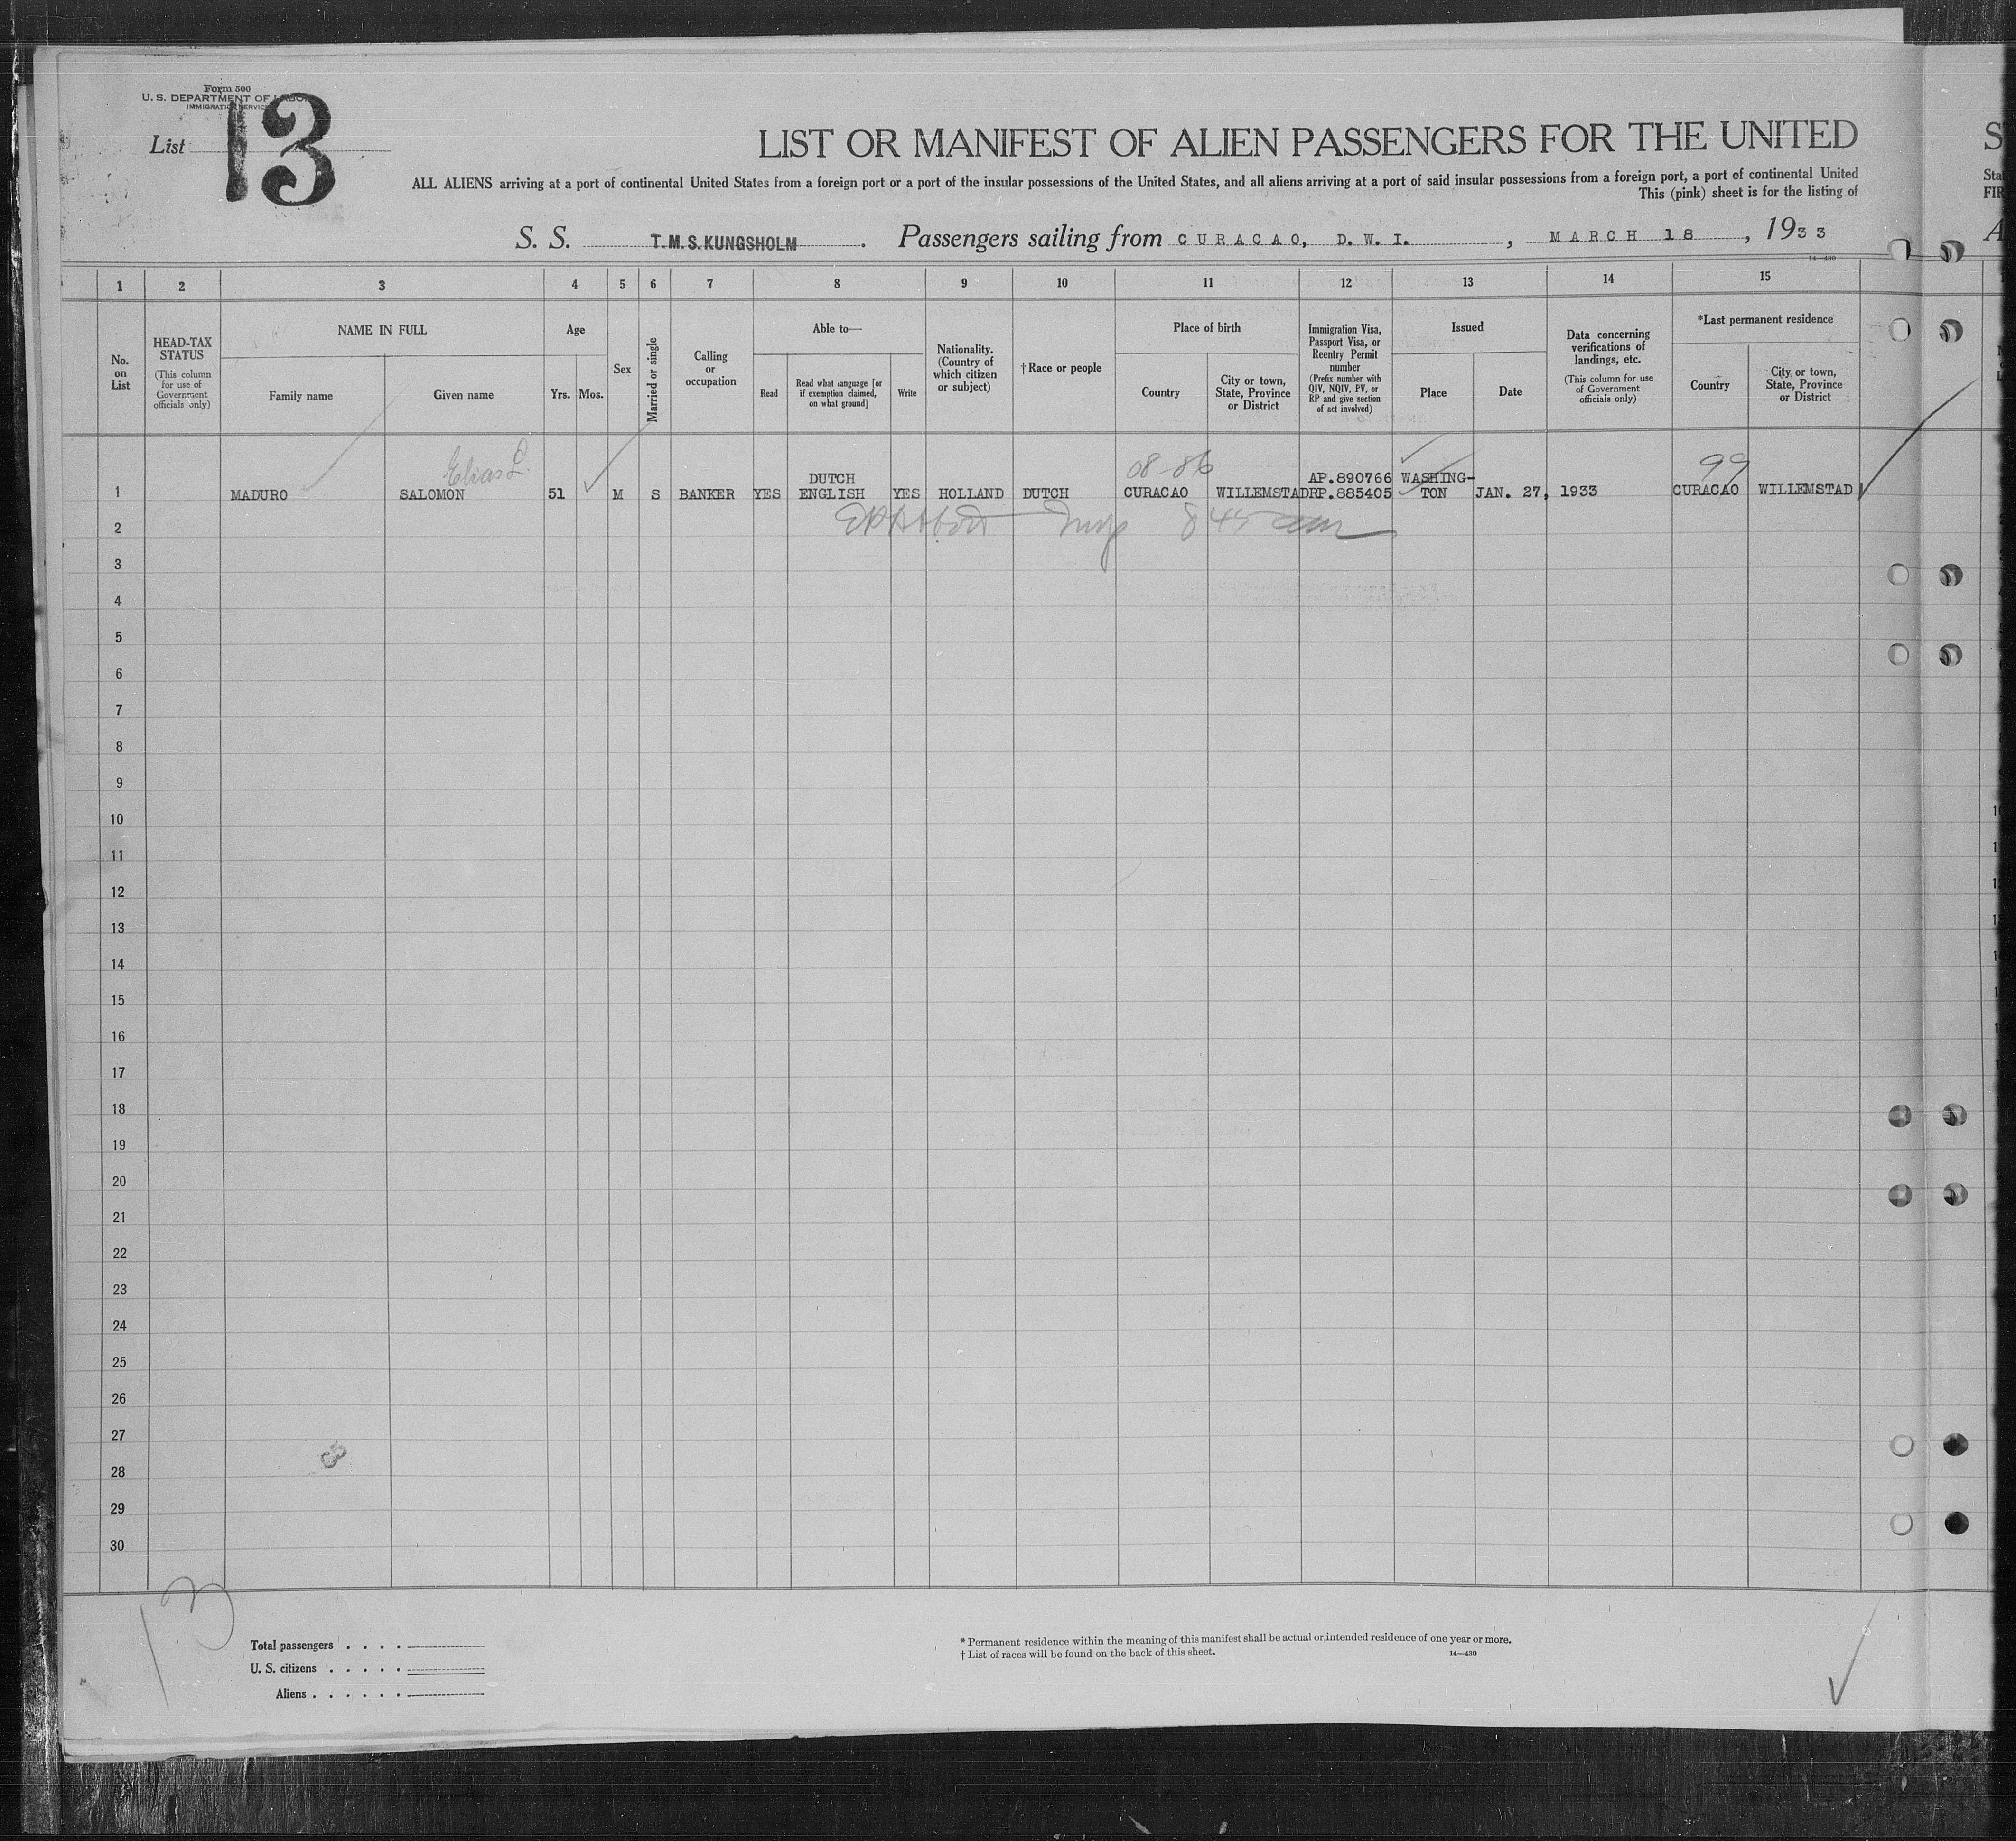 Form 500
U. S. DEPARTMENT OF LABOR
IMMIGRATION SERVICE
List 13
LIST OR MANIFEST OF ALIEN PASSENGERS FOR THE UNITED
S
ALL ALIENS arriving at a port of continental United States from a foreign port or a port of the insular possessions of the United States, and all aliens arriving at a port of said insular possessions from a foreign port, a port of continental United
This (pink) sheet is for the listing of
S. S. T.M.S.KUNGSHOLM. Passengers sailing from CURACAO, D.W.I., MARCH 18, 1933
14—430
1 2 3 4 5 6 7 8 9 10 11 12 13 14 15
No. on List
HEAD-TAX STATUS (This column for use of Government officials only)
NAME IN FULL
Family name
Given name
Age
Yrs.
Mos.
Sex
Married or single
Calling or occupation
Able to—
Read
Read what language [or if exemption claimed, on what ground]
Write
Nationality. (Country of which citizen or subject)
†Race or people
Place of birth
Country
City or town, State, Province or District
Immigration Visa, Passport Visa, or Reentry Permit number (Prefix number with QIV, NQIV, PV, or RP and give section of act involved)
Issued
Place
Date
Data concerning verifications of landings, etc. (This column for use of Government officials only)
*Last permanent residence
Country
City or town, State, Province or District
Elias L. 08-86 99
DUTCH AP.890766 WASHING-
1 MADURO SALOMON 51 M S BANKER YES ENGLISH YES HOLLAND DUTCH CURACAO WILLEMSTAD RP.885405 TON JAN. 27, 1933 CURACAO WILLEMSTAD
2 Insp 845 am
3
4
5
6
7
8
9
10
11
12
13
14
15
16
17
18
19
20
21
22
23
24
25
26
27
28
29
30
13
Total passengers . . . .
U. S. citizens . . . . .
Aliens . . . . . .
* Permanent residence within the meaning of this manifest shall be actual or intended residence of one year or more.
† List of races will be found on the back of this sheet.
14—430